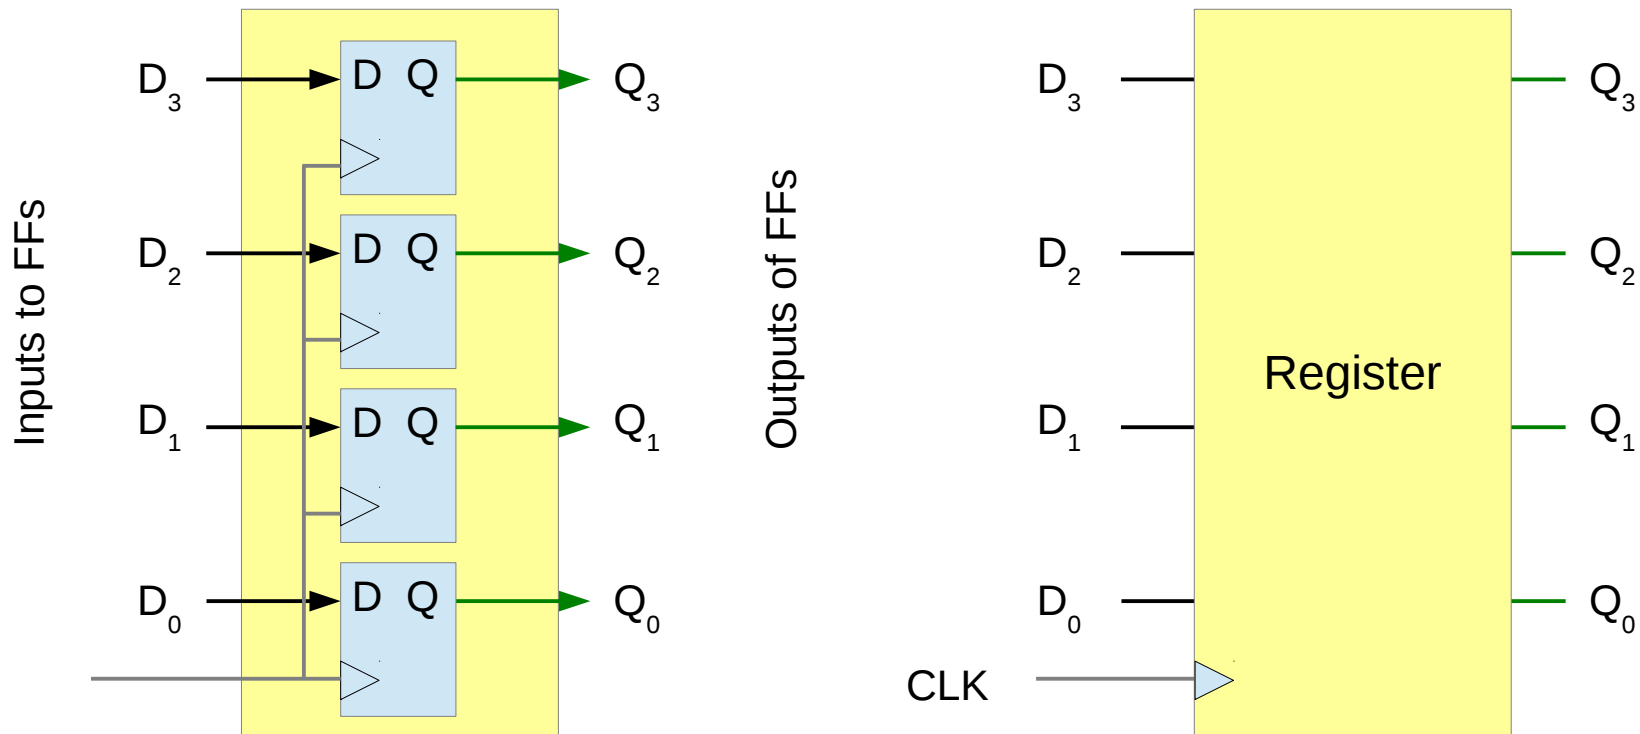 Inputs to FFs
D3
D Q
Q3
D2
D Q
Q2
D1
D Q
Q1
D0
D Q
Q0
Outputs of FFs
D3
Q3
D2
Q2
Register
D1
Q1
D0
Q0
CLK